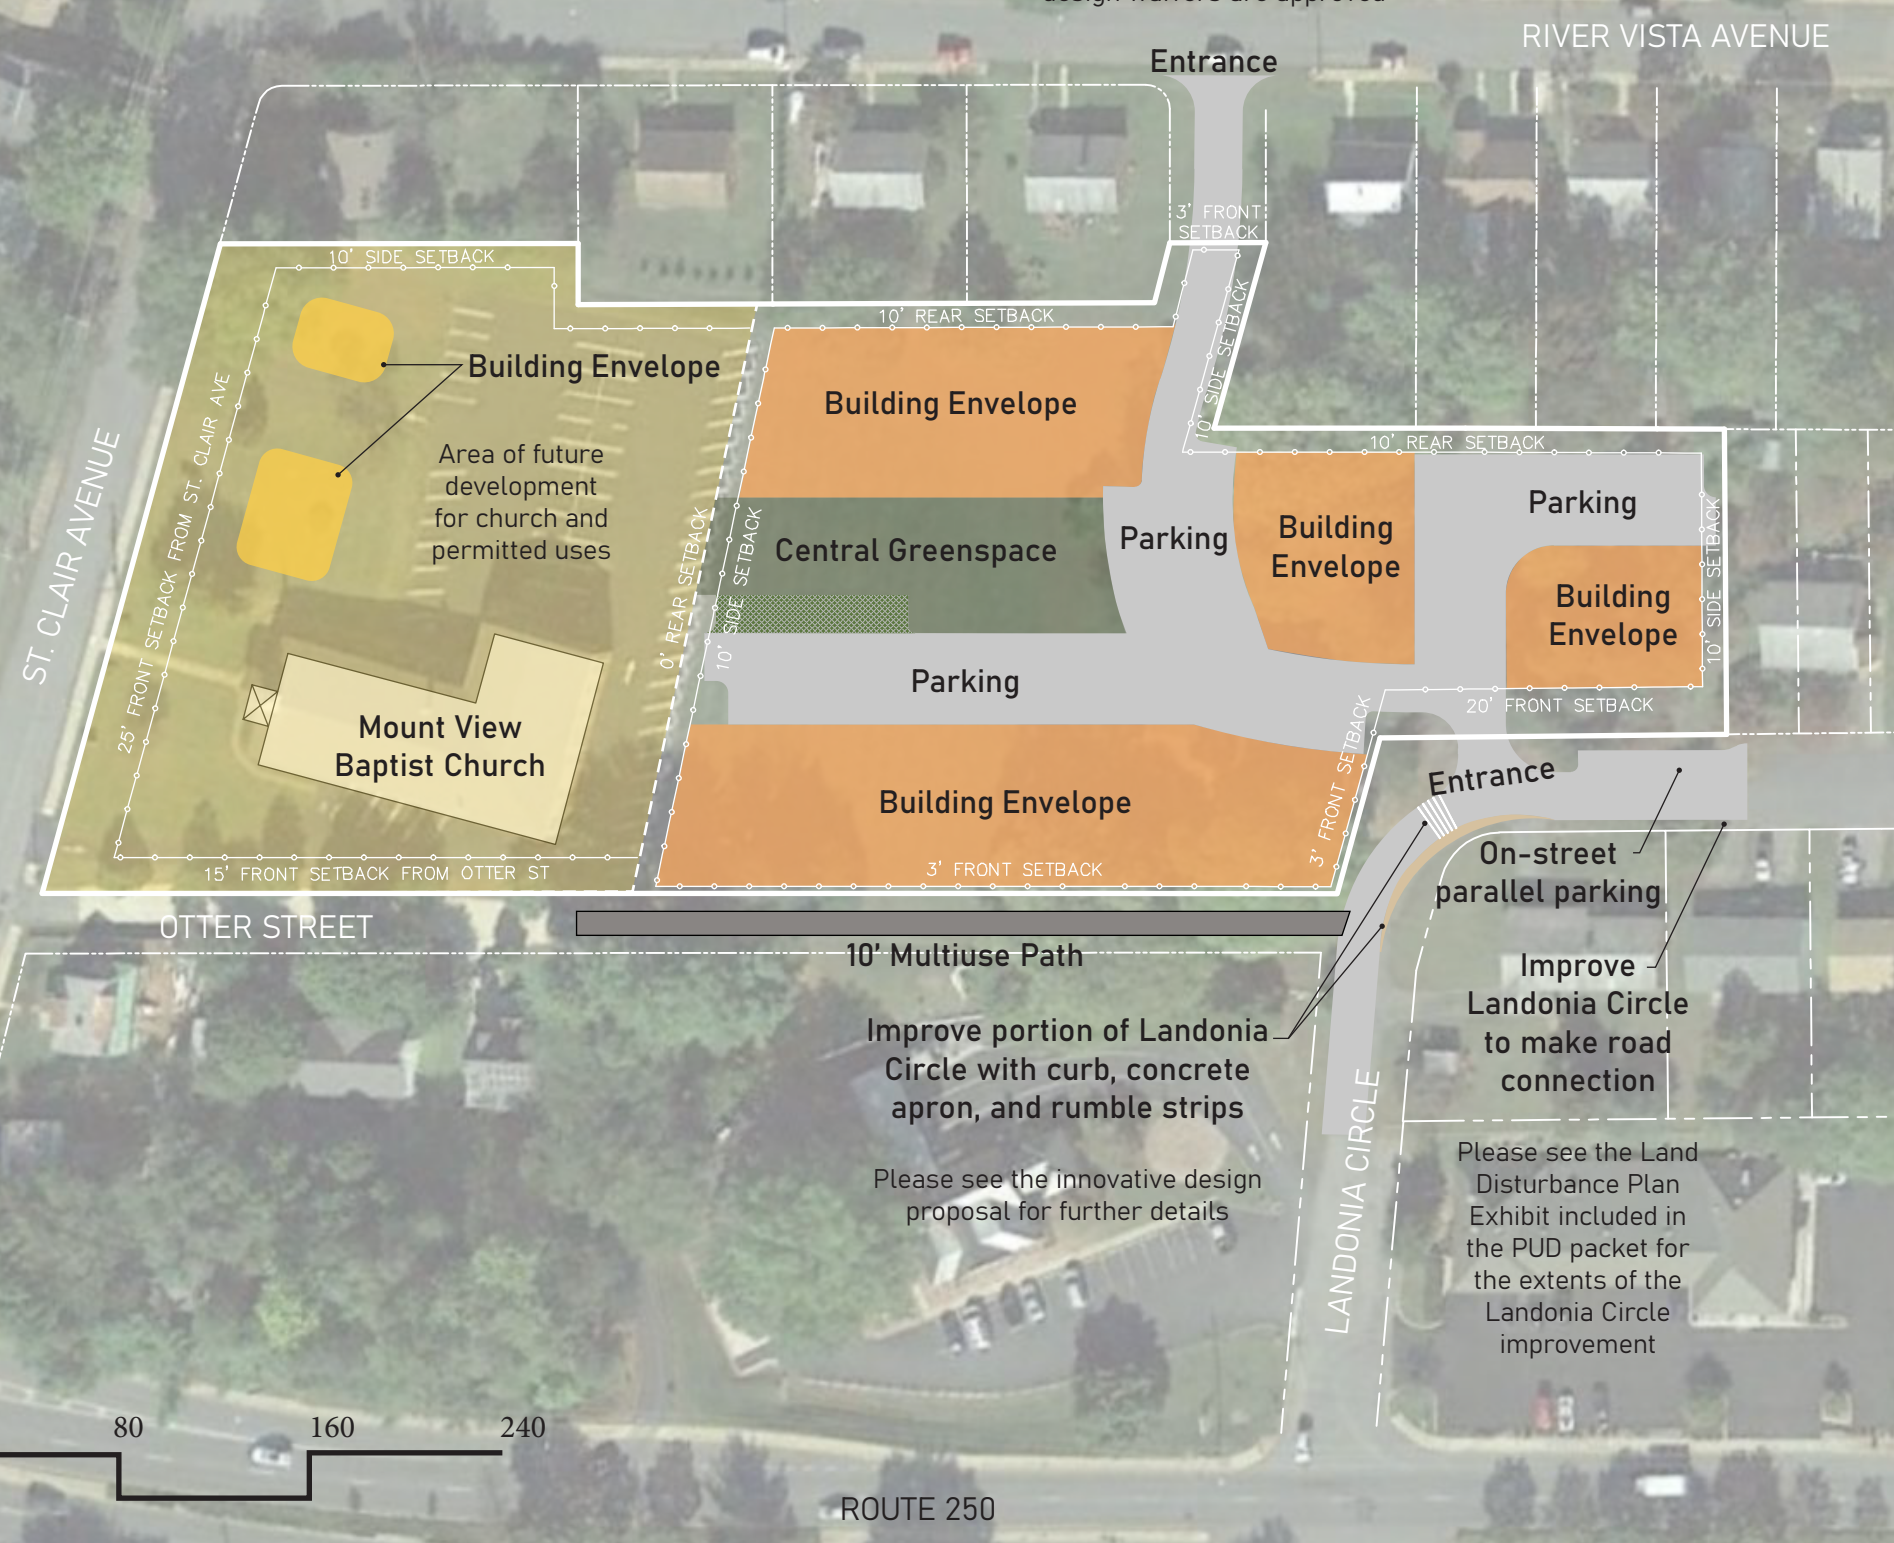 design waivers are approved
RIVER VISTA AVENUE
Entrance
3' FRONT
SETBACK
10' SIDE SETBACK
10' REAR SETBACK
10' SIDE SETBACK
Building Envelope
Building Envelope
10' REAR SETBACK
Area of future
development
for church and
permitted uses
25' FRONT SETBACK FROM ST. CLAIR AVE
ST. CLAIR AVENUE
0' REAR SETBACK
10' SIDE SETBACK
Central Greenspace
Parking
Building
Envelope
Parking
Building
Envelope
10' SIDE SETBACK
Parking
20' FRONT SETBACK
Mount View
Baptist Church
Building Envelope
3' FRONT SETBACK
Entrance
15' FRONT SETBACK FROM OTTER ST
3' FRONT SETBACK
On-street
parallel parking
OTTER STREET
10' Multiuse Path
Improve
Landonia Circle
to make road
connection
Improve portion of Landonia
Circle with curb, concrete
apron, and rumble strips
Please see the innovative design
proposal for further details
LANDONIA CIRCLE
Please see the Land
Disturbance Plan
Exhibit included in
the PUD packet for
the extents of the
Landonia Circle
improvement
80 160 240
ROUTE 250